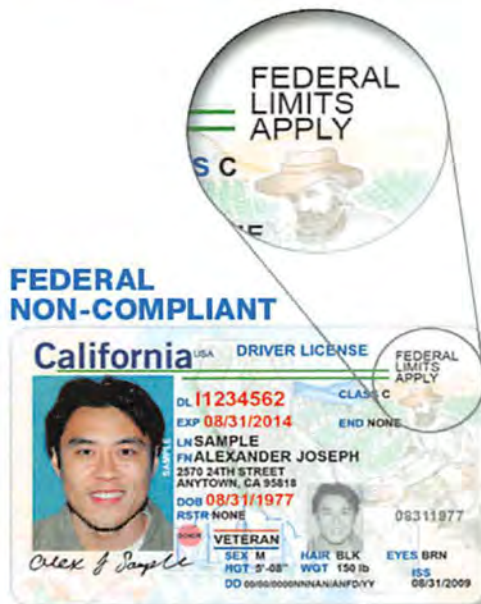 FEDERAL
LIMITS
APPLY
S C
FEDERAL
NON-COMPLIANT
California USA DRIVER LICENSE
FEDERAL
LIMITS
APPLY
DL I1234562 CLASS C
EXP 08/31/2014 END NONE
LN SAMPLE
FN ALEXANDER JOSEPH
2570 24TH STREET
ANYTOWN, CA 95818
DOB 08/31/1977
RSTR NONE 08311977
SAMPLE
DONOR VETERAN
SEX M HAIR BLK EYES BRN
HGT 5'-08" WGT 150 lb ISS
DD 00/00/0000NNNAN/ANFD/YY 08/31/2009
Alex J Sample